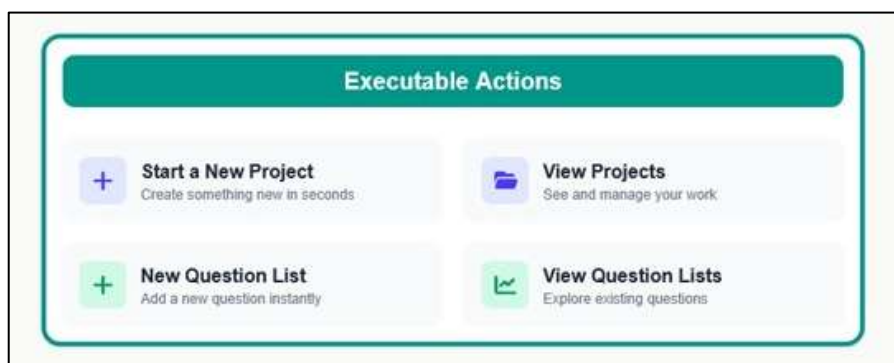 Executable Actions
Start a New Project
Create something new in seconds
View Projects
See and manage your work
New Question List
Add a new question instantly
View Question Lists
Explore existing questions